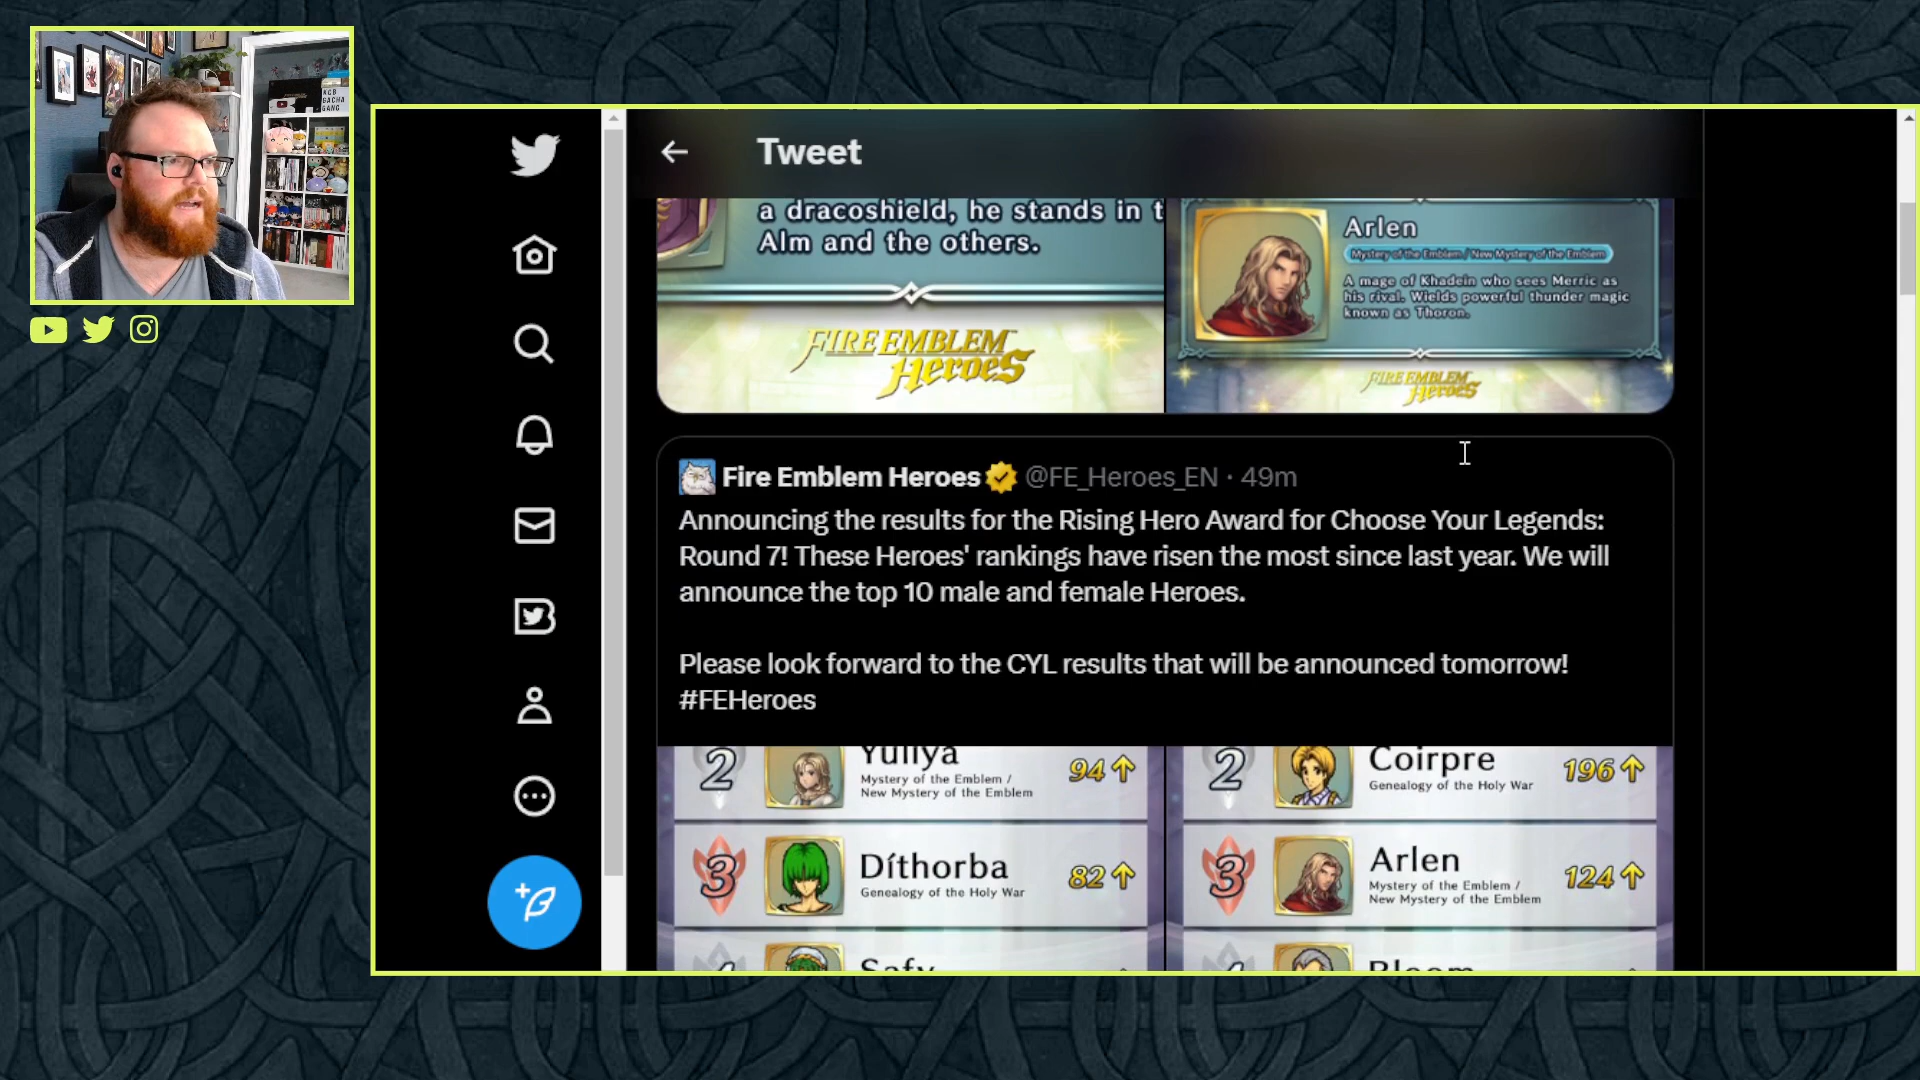 KCB
GACHA
GANG
Tweet
a dracoshield, he stands in t
Alm and the others.
FIRE EMBLEM
Heroes
Arlen
Mystery of the Emblem / New Mystery of the Emblem
A mage of Khadein who sees Merric as
his rival. Wields powerful thunder magic
known as Thoron.
FIRE EMBLEM
Heroes
Fire Emblem Heroes @FE_Heroes_EN · 49m
Announcing the results for the Rising Hero Award for Choose Your Legends:
Round 7! These Heroes' rankings have risen the most since last year. We will
announce the top 10 male and female Heroes.
Please look forward to the CYL results that will be announced tomorrow!
#FEHeroes
2 Yuliya 94
Mystery of the Emblem /
New Mystery of the Emblem
3 Díthorba 82
Genealogy of the Holy War
4 Safy
2 Coirpre 196
Genealogy of the Holy War
3 Arlen 124
Mystery of the Emblem /
New Mystery of the Emblem
4 Bloom